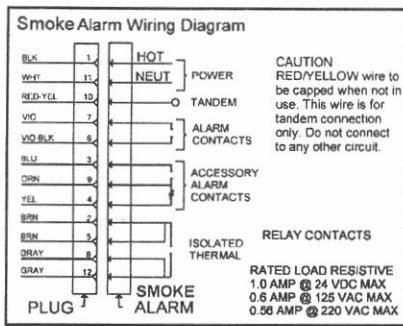 Smoke Alarm Wiring Diagram
BLK 1 HOT
WHT 11 NEUT
POWER
RED-YEL 10 TANDEM
VIO 7
VIO-BLK 6
ALARM
CONTACTS
BLU 3
ORN 9
YEL 4
ACCESSORY
ALARM
CONTACTS
BRN 2
BRN 5
GRAY 8
GRAY 12
ISOLATED
THERMAL
PLUG
SMOKE
ALARM
CAUTION
RED/YELLOW wire to
be capped when not in
use. This wire is for
tandem connection
only. Do not connect
to any other circuit.
RELAY CONTACTS
RATED LOAD RESISTIVE
1.0 AMP @ 24 VDC MAX
0.6 AMP @ 125 VAC MAX
0.56 AMP @ 220 VAC MAX